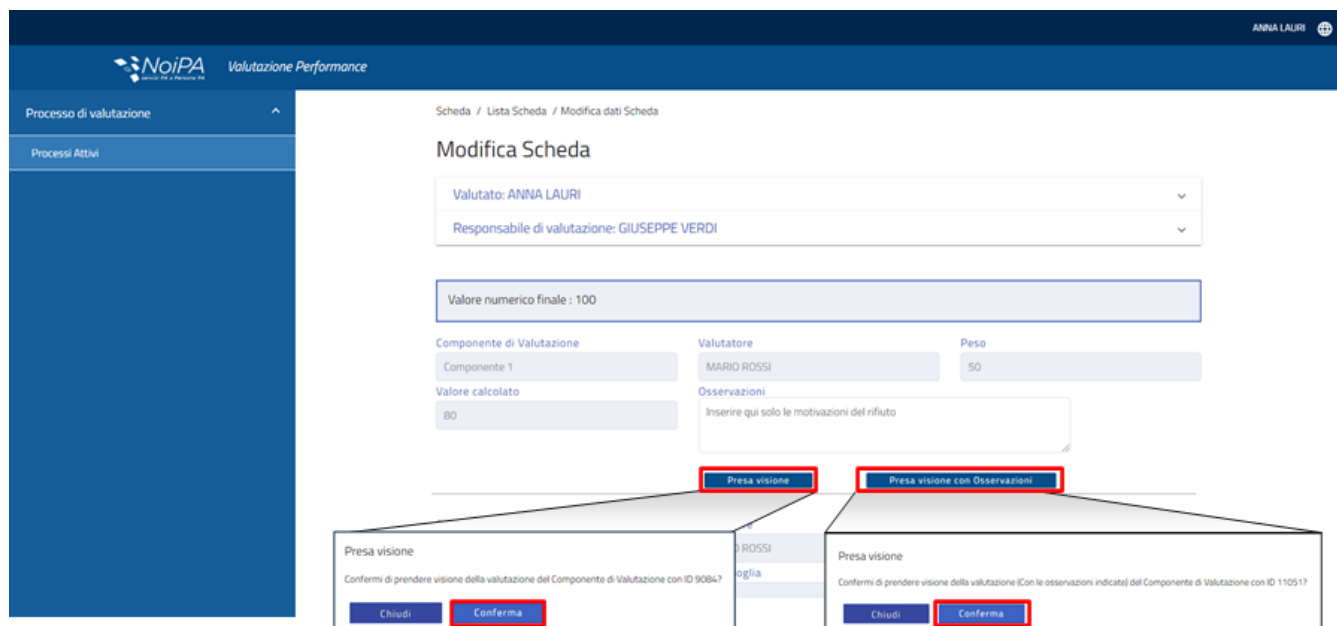 ANNA LAURI
NoiPA Valutazione Performance
Processo di valutazione
Processi Attivi
Scheda / Lista Scheda / Modifica dati Scheda
Modifica Scheda
Valutato: ANNA LAURI
Responsabile di valutazione: GIUSEPPE VERDI
Valore numerico finale : 100
Componente di Valutazione Valutatore Peso
Componente 1 MARIO ROSSI 50
Valore calcolato Osservazioni
80 Inserire qui solo le motivazioni del rifiuto
Presa visione Presa visione con Osservazioni
ROSSI
oglia
Presa visione
Confermi di prendere visione della valutazione del Componente di Valutazione con ID 9084?
Chiudi Conferma
Presa visione
Confermi di prendere visione della valutazione (Con le osservazioni indicate) del Componente di Valutazione con ID 11051?
Chiudi Conferma